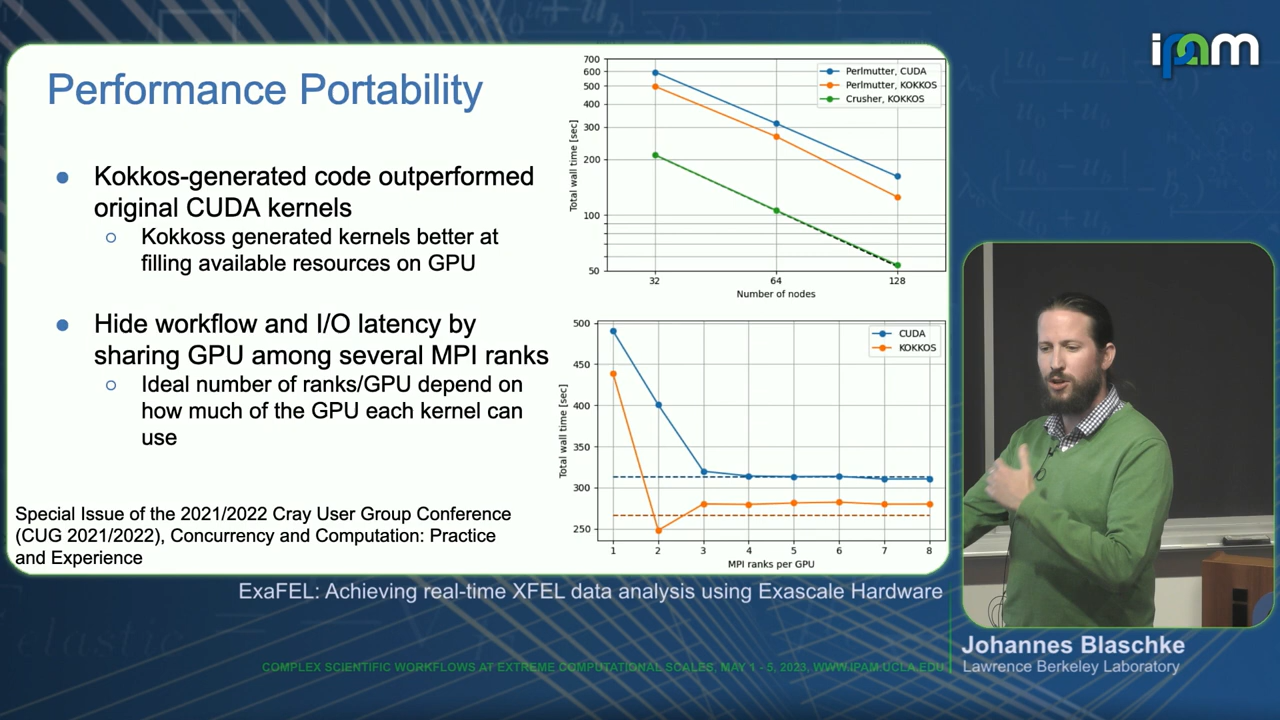 ipam
Performance Portability
Kokkos-generated code outperformed
original CUDA kernels
Kokkoss generated kernels better at
filling available resources on GPU
Hide workflow and I/O latency by
sharing GPU among several MPI ranks
Ideal number of ranks/GPU depend on
how much of the GPU each kernel can
use
Special Issue of the 2021/2022 Cray User Group Conference
(CUG 2021/2022), Concurrency and Computation: Practice
and Experience
Total wall time [sec]
700
600
500
400
300
200
100
50
Perlmutter, CUDA
Perlmutter, KOKKOS
Crusher, KOKKOS
32 64 128
Number of nodes
Total wall time [sec]
500
450
400
350
300
250
CUDA
KOKKOS
1 2 3 4 5 6 7 8
MPI ranks per GPU
ExaFEL: Achieving real-time XFEL data analysis using Exascale Hardware
Johannes Blaschke
Lawrence Berkeley Laboratory
COMPLEX SCIENTIFIC WORKFLOWS AT EXTREME COMPUTATIONAL SCALES, MAY 1 - 5, 2023, WWW.IPAM.UCLA.EDU
elastic